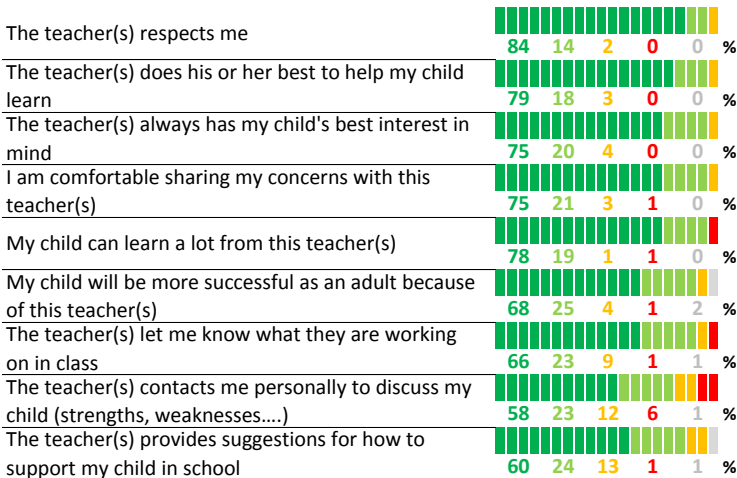 The teacher(s) respects me
84 14 2 0 0 %
The teacher(s) does his or her best to help my child
learn
79 18 3 0 0 %
The teacher(s) always has my child's best interest in
mind
75 20 4 0 0 %
I am comfortable sharing my concerns with this
teacher(s)
75 21 3 1 0 %
My child can learn a lot from this teacher(s)
78 19 1 1 0 %
My child will be more successful as an adult because
of this teacher(s)
68 25 4 1 2 %
The teacher(s) let me know what they are working
on in class
66 23 9 1 1 %
The teacher(s) contacts me personally to discuss my
child (strengths, weaknesses….)
58 23 12 6 1 %
The teacher(s) provides suggestions for how to
support my child in school
60 24 13 1 1 %